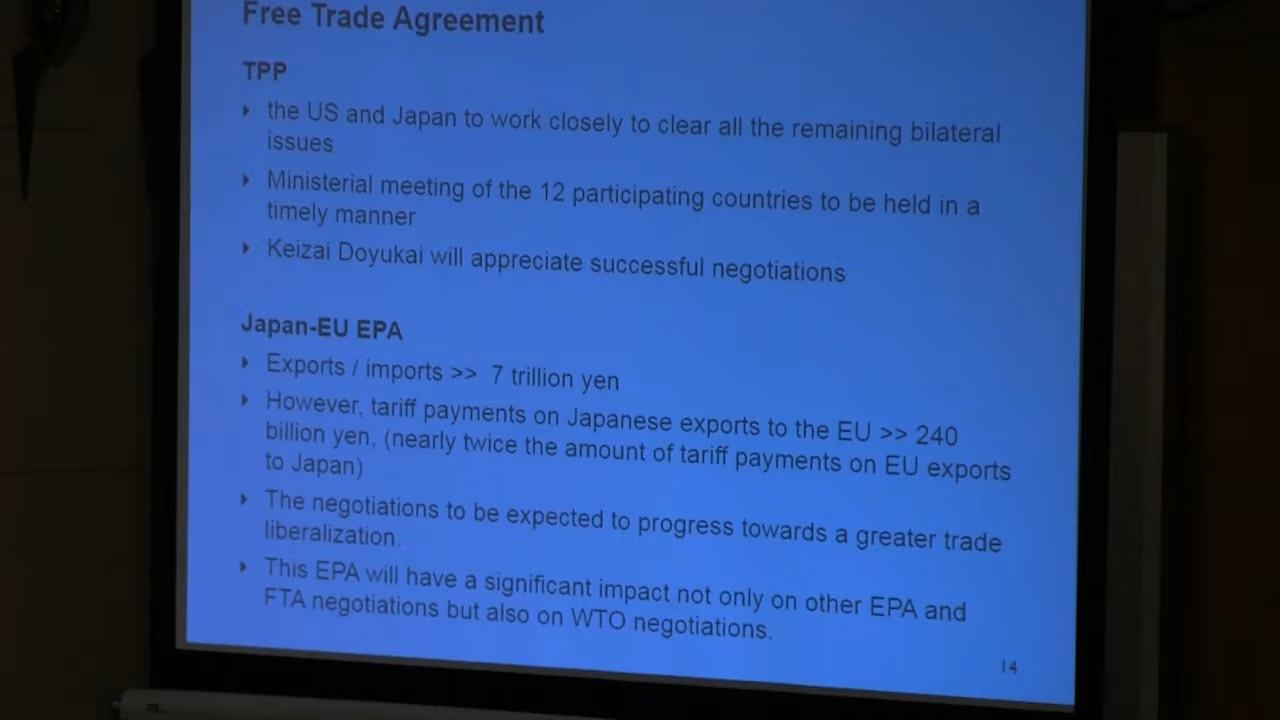 Free Trade Agreement
TPP
the US and Japan to work closely to clear all the remaining bilateral
issues
Ministerial meeting of the 12 participating countries to be held in a
timely manner
Keizai Doyukai will appreciate successful negotiations
Japan-EU EPA
Exports / imports >> 7 trillion yen
However, tariff payments on Japanese exports to the EU >> 240
billion yen, (nearly twice the amount of tariff payments on EU exports
to Japan)
The negotiations to be expected to progress towards a greater trade
liberalization.
This EPA will have a significant impact not only on other EPA and
FTA negotiations but also on WTO negotiations.
14